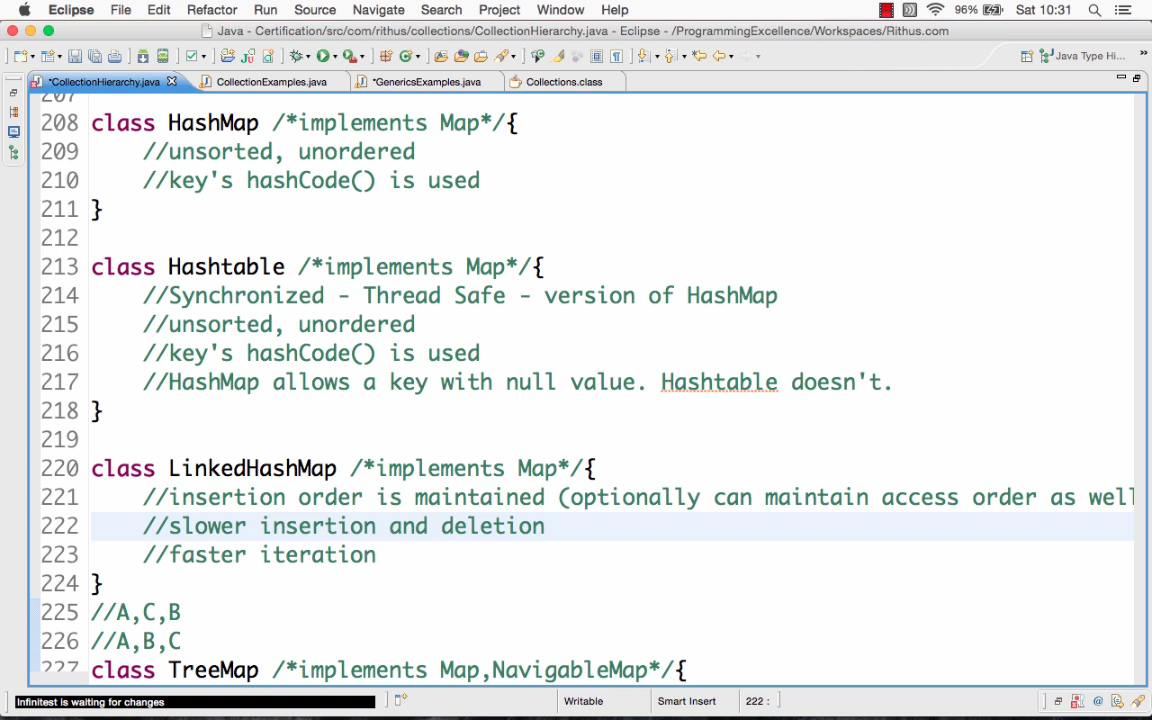 Eclipse File Edit Refactor Run Source Navigate Search Project Window Help 96% Sat 10:31
Java - Certification/src/com/rithus/collections/CollectionHierarchy.java - Eclipse - /ProgrammingExcellence/Workspaces/Rithus.com
Java Type Hi...
*CollectionHierarchy.java CollectionExamples.java *GenericsExamples.java Collections.class
207
208 class HashMap /*implements Map*/{
209 //unsorted, unordered
210 //key's hashCode() is used
211 }
212
213 class Hashtable /*implements Map*/{
214 //Synchronized - Thread Safe - version of HashMap
215 //unsorted, unordered
216 //key's hashCode() is used
217 //HashMap allows a key with null value. Hashtable doesn't.
218 }
219
220 class LinkedHashMap /*implements Map*/{
221 //insertion order is maintained (optionally can maintain access order as well
222 //slower insertion and deletion
223 //faster iteration
224 }
225 //A,C,B
226 //A,B,C
227 class TreeMap /*implements Map,NavigableMap*/{
Infinitest is waiting for changes Writable Smart Insert 222 :